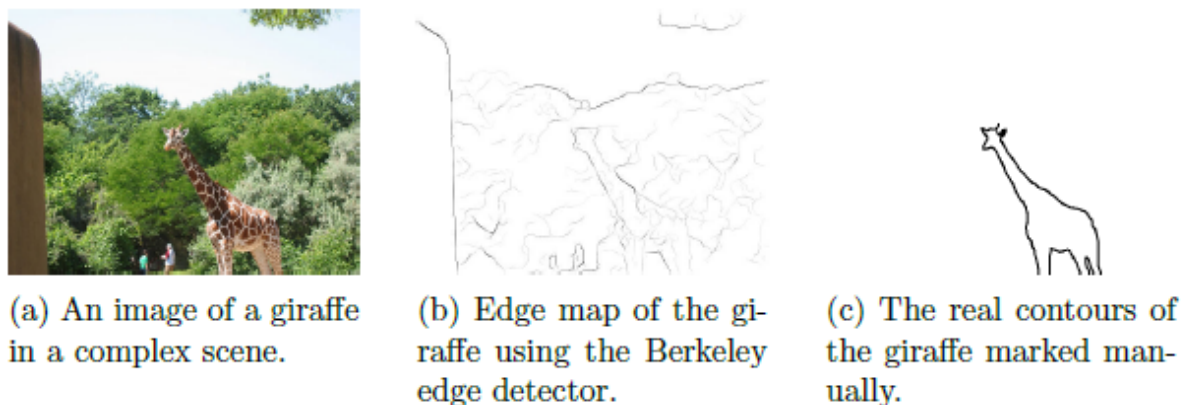 (a) An image of a giraffe
in a complex scene.
(b) Edge map of the gi-
raffe using the Berkeley
edge detector.
(c) The real contours of
the giraffe marked man-
ually.